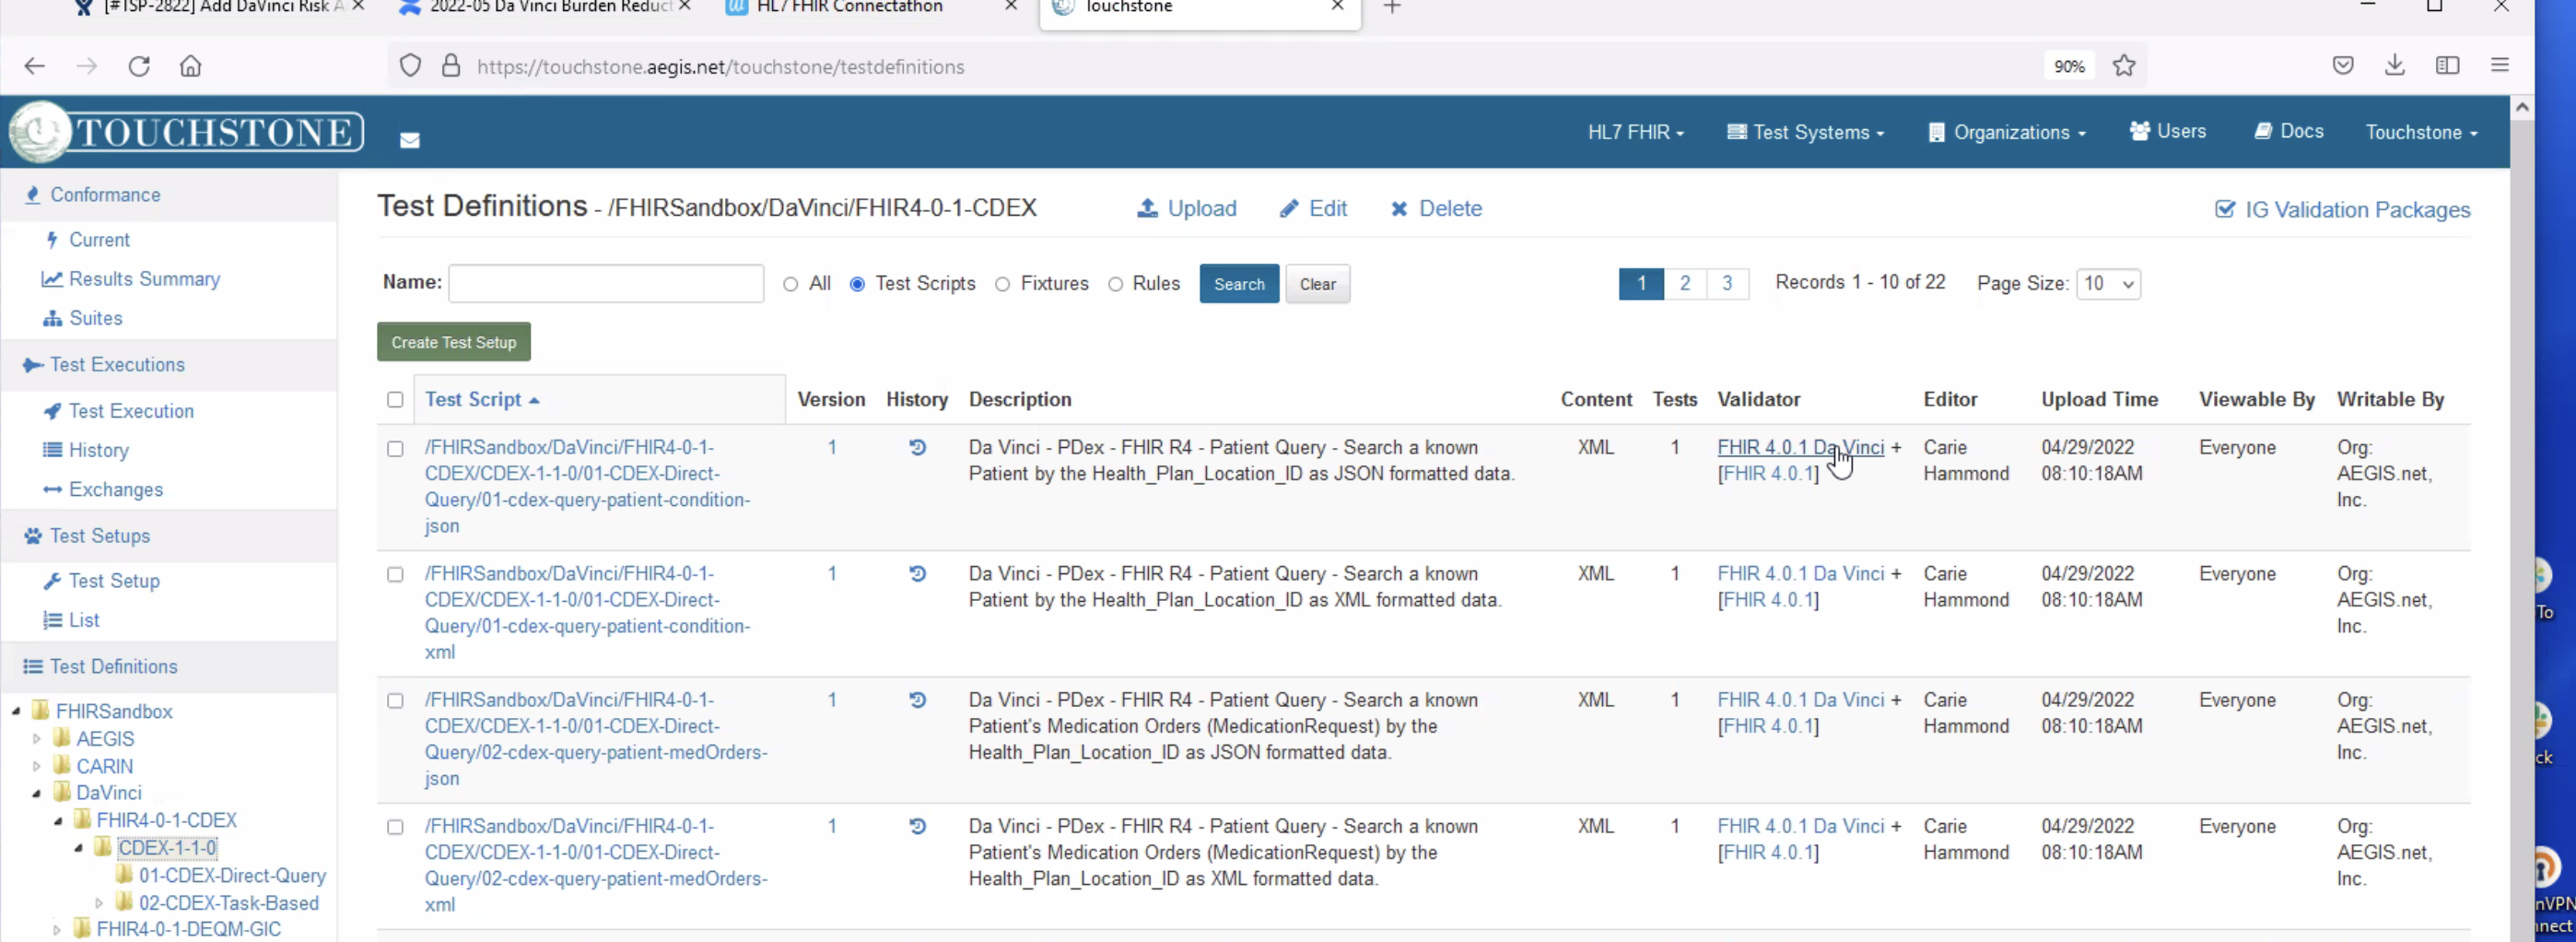 [#TSP-2822] Add DaVinci Risk A
2022-05 Da Vinci Burden Reduct
HL7 FHIR Connectathon
Touchstone
https://touchstone.aegis.net/touchstone/testdefinitions
90%
TOUCHSTONE
HL7 FHIR
Test Systems
Organizations
Users
Docs
Touchstone
Conformance
Current
Results Summary
Suites
Test Executions
Test Execution
History
Exchanges
Test Setups
Test Setup
List
Test Definitions
FHIRSandbox
AEGIS
CARIN
DaVinci
FHIR4-0-1-CDEX
CDEX-1-1-0
01-CDEX-Direct-Query
02-CDEX-Task-Based
FHIR4-0-1-DEQM-GIC
Test Definitions - /FHIRSandbox/DaVinci/FHIR4-0-1-CDEX
Upload
Edit
Delete
IG Validation Packages
Name:
All
Test Scripts
Fixtures
Rules
Search
Clear
1 2 3
Records 1 - 10 of 22
Page Size: 10
Create Test Setup
Test Script Version History Description Content Tests Validator Editor Upload Time Viewable By Writable By
/FHIRSandbox/DaVinci/FHIR4-0-1-
CDEX/CDEX-1-1-0/01-CDEX-Direct-
Query/01-cdex-query-patient-condition-
json
1
Da Vinci - PDex - FHIR R4 - Patient Query - Search a known
Patient by the Health_Plan_Location_ID as JSON formatted data.
XML
1
FHIR 4.0.1 Da Vinci +
[FHIR 4.0.1]
Carie
Hammond
04/29/2022
08:10:18AM
Everyone
Org:
AEGIS.net,
Inc.
/FHIRSandbox/DaVinci/FHIR4-0-1-
CDEX/CDEX-1-1-0/01-CDEX-Direct-
Query/01-cdex-query-patient-condition-
xml
1
Da Vinci - PDex - FHIR R4 - Patient Query - Search a known
Patient by the Health_Plan_Location_ID as XML formatted data.
XML
1
FHIR 4.0.1 Da Vinci +
[FHIR 4.0.1]
Carie
Hammond
04/29/2022
08:10:18AM
Everyone
Org:
AEGIS.net,
Inc.
/FHIRSandbox/DaVinci/FHIR4-0-1-
CDEX/CDEX-1-1-0/01-CDEX-Direct-
Query/02-cdex-query-patient-medOrders-
json
1
Da Vinci - PDex - FHIR R4 - Patient Query - Search a known
Patient's Medication Orders (MedicationRequest) by the
Health_Plan_Location_ID as JSON formatted data.
XML
1
FHIR 4.0.1 Da Vinci +
[FHIR 4.0.1]
Carie
Hammond
04/29/2022
08:10:18AM
Everyone
Org:
AEGIS.net,
Inc.
/FHIRSandbox/DaVinci/FHIR4-0-1-
CDEX/CDEX-1-1-0/01-CDEX-Direct-
Query/02-cdex-query-patient-medOrders-
xml
1
Da Vinci - PDex - FHIR R4 - Patient Query - Search a known
Patient's Medication Orders (MedicationRequest) by the
Health_Plan_Location_ID as XML formatted data.
XML
1
FHIR 4.0.1 Da Vinci +
[FHIR 4.0.1]
Carie
Hammond
04/29/2022
08:10:18AM
Everyone
Org:
AEGIS.net,
Inc.
To
ck
nVPN
nnect